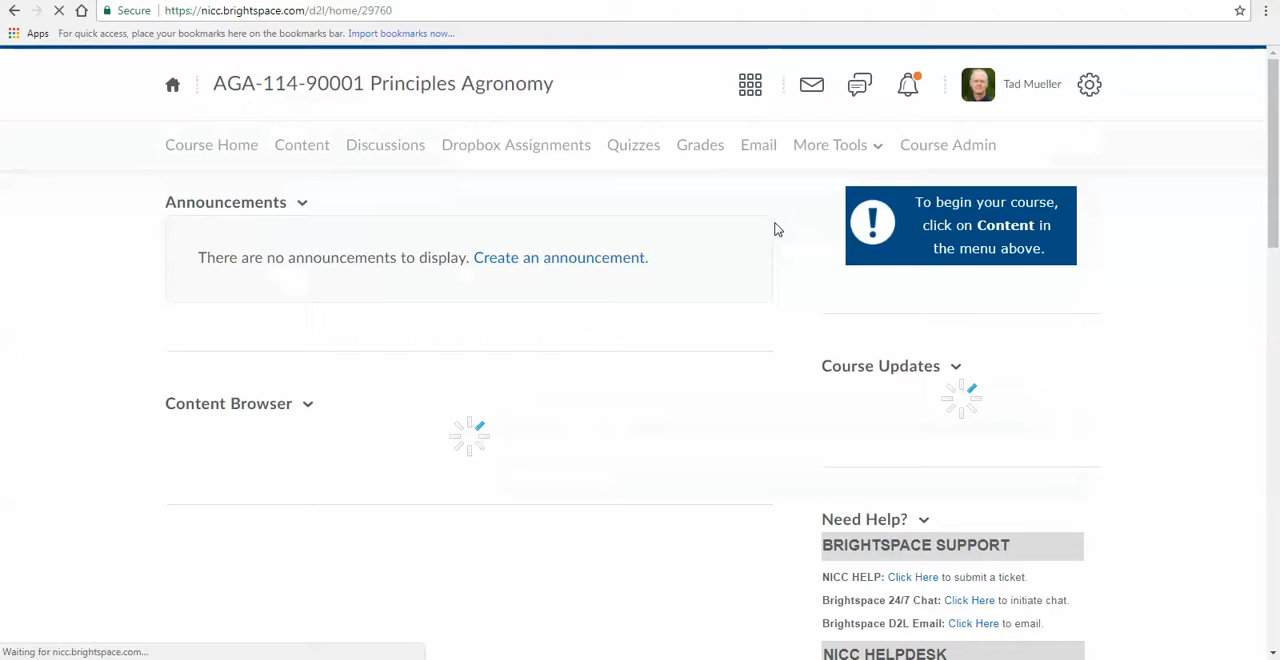 Secure https://nicc.brightspace.com/d2l/home/29760
Apps For quick access, place your bookmarks here on the bookmarks bar. Import bookmarks now...
AGA-114-90001 Principles Agronomy
Tad Mueller
Course Home Content Discussions Dropbox Assignments Quizzes Grades Email More Tools Course Admin
Announcements
There are no announcements to display. Create an announcement.
To begin your course,
click on Content in
the menu above.
Course Updates
Content Browser
Need Help?
BRIGHTSPACE SUPPORT
NICC HELP: Click Here to submit a ticket.
Brightspace 24/7 Chat: Click Here to initiate chat.
Brightspace D2L Email: Click Here to email.
NICC HELPDESK
Waiting for nicc.brightspace.com...